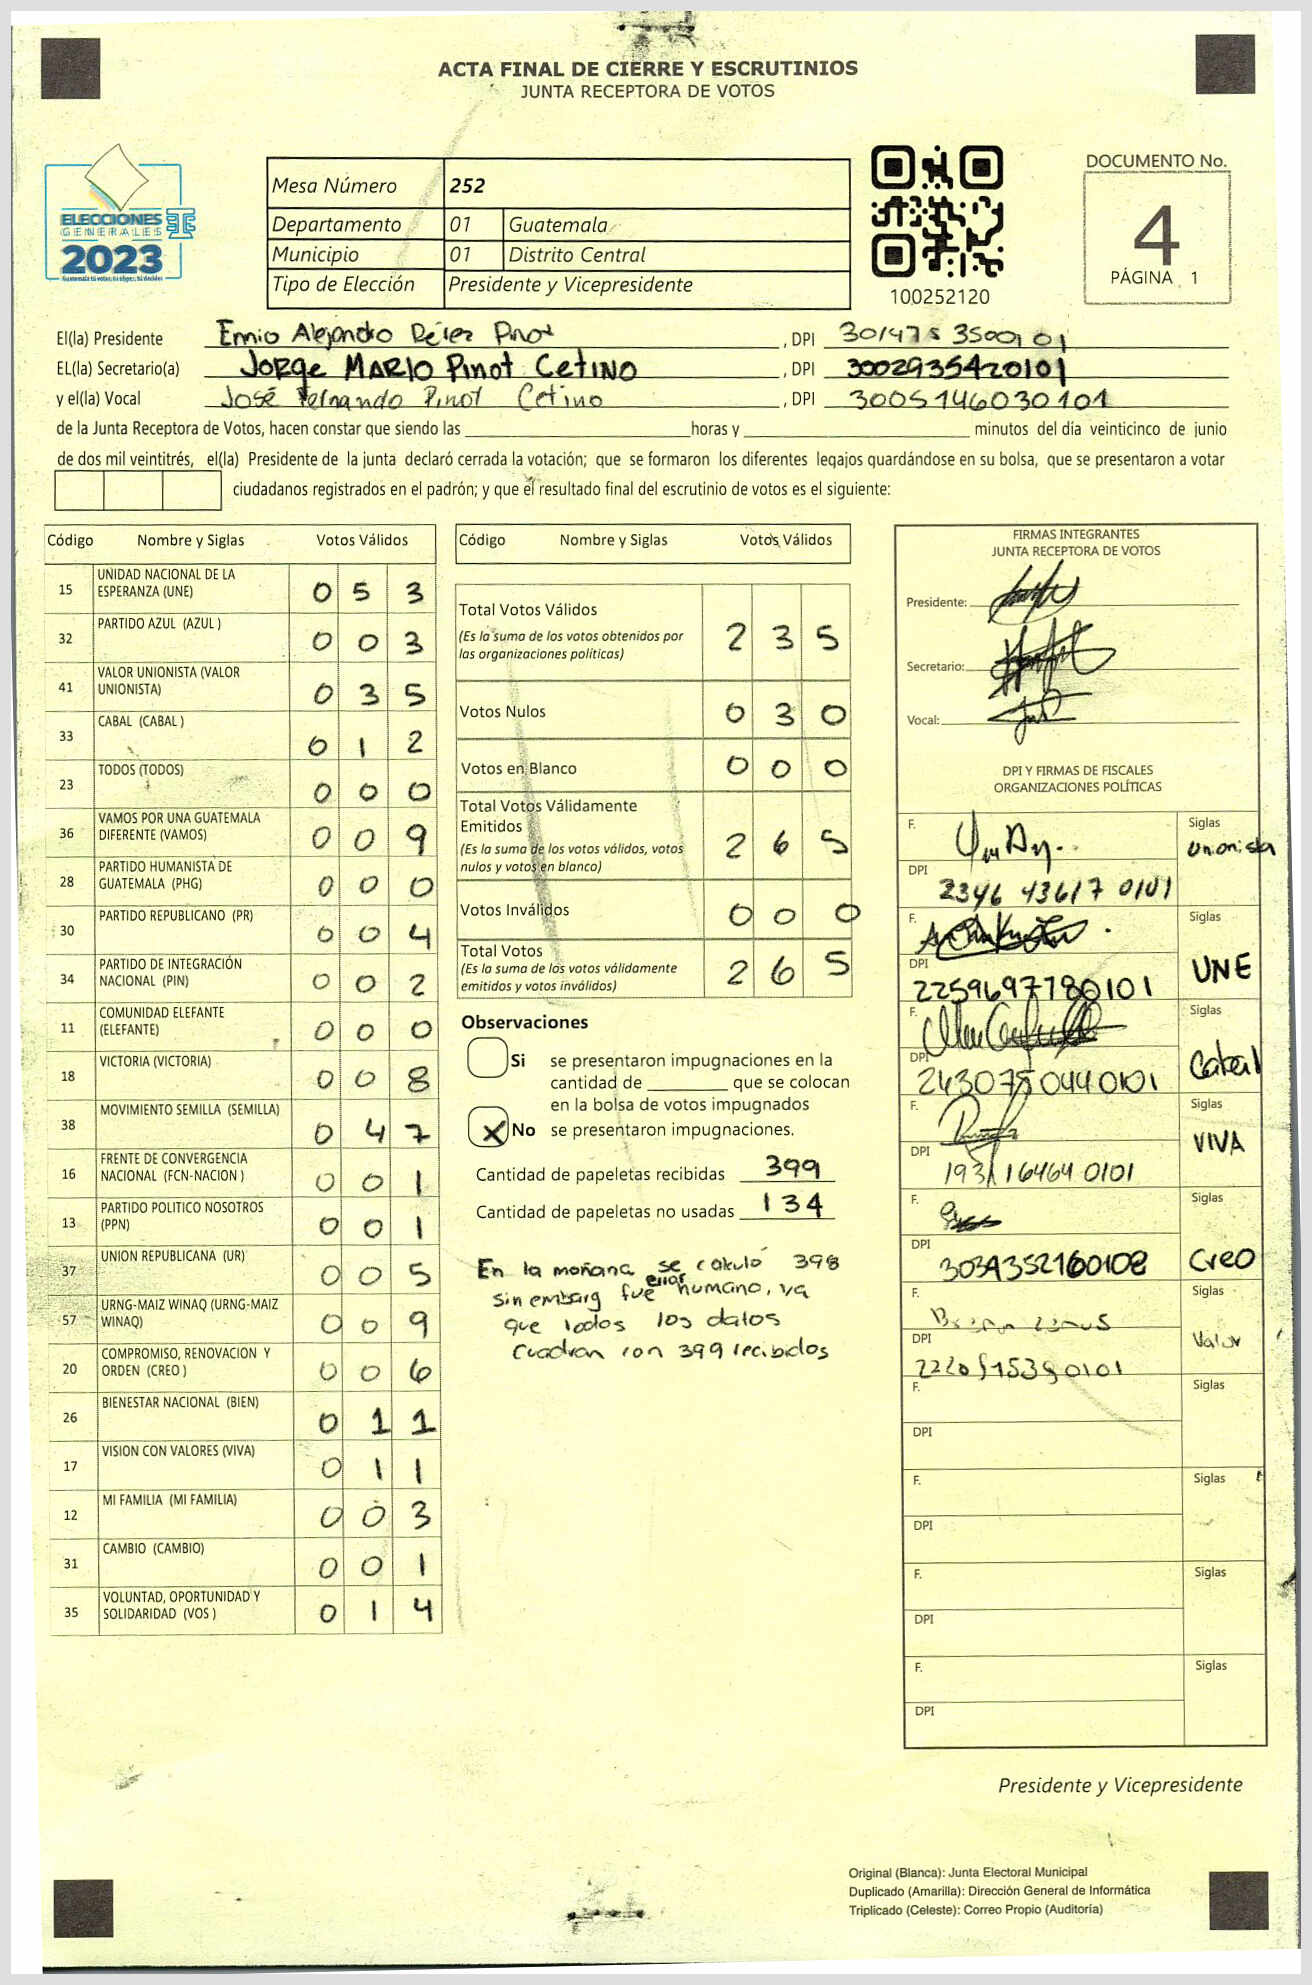 ACTA FINAL DE CIERRE Y ESCRUTINIOS
JUNTA RECEPTORA DE VOTOS
ELECCIONES
GENERALES
2023
Mesa Número 252
Departamento 01 Guatemala
Municipio 01 Distrito Central
Tipo de Elección Presidente y Vicepresidente
100252120
DOCUMENTO No.
4
PÁGINA 1
El(la) Presidente Alejandro Pinot , DPI
EL(la) Secretario(a) Jorge MARIO Pinot Cetino , DPI 3002935420101
y el(la) Vocal José Fernando Pinot Cetino , DPI 3005146030101
de la Junta Receptora de Votos, hacen constar que siendo las horas y minutos del día veinticinco de junio
de dos mil veintitrés, el(la) Presidente de la junta declaró cerrada la votación; que se formaron los diferentes legajos guardándose en su bolsa, que se presentaron a votar
ciudadanos registrados en el padrón; y que el resultado final del escrutinio de votos es el siguiente:
Código Nombre y Siglas Votos Válidos
15 UNIDAD NACIONAL DE LA
ESPERANZA (UNE) 0 5 3
32 PARTIDO AZUL (AZUL ) 0 0 3
41 VALOR UNIONISTA (VALOR
UNIONISTA) 0 3 5
33 CABAL (CABAL ) 0 1 2
23 TODOS (TODOS) 0 0 0
36 VAMOS POR UNA GUATEMALA
DIFERENTE (VAMOS) 0 0 9
28 PARTIDO HUMANISTA DE
GUATEMALA (PHG) 0 0 0
30 PARTIDO REPUBLICANO (PR) 0 0 4
34 PARTIDO DE INTEGRACIÓN
NACIONAL (PIN) 0 0 2
11 COMUNIDAD ELEFANTE
(ELEFANTE) 0 0 0
18 VICTORIA (VICTORIA) 0 0 8
38 MOVIMIENTO SEMILLA (SEMILLA) 0 4 7
16 FRENTE DE CONVERGENCIA
NACIONAL (FCN-NACION ) 0 0 1
13 PARTIDO POLITICO NOSOTROS
(PPN) 0 0 1
37 UNION REPUBLICANA (UR) 0 0 5
57 URNG-MAIZ WINAQ (URNG-MAIZ
WINAQ) 0 0 9
20 COMPROMISO, RENOVACION Y
ORDEN (CREO ) 0 0 6
26 BIENESTAR NACIONAL (BIEN) 0 1 1
17 VISION CON VALORES (VIVA) 0 1 1
12 MI FAMILIA (MI FAMILIA) 0 0 3
31 CAMBIO (CAMBIO) 0 0 1
35 VOLUNTAD, OPORTUNIDAD Y
SOLIDARIDAD (VOS ) 0 1 4
Código Nombre y Siglas Votos Válidos
Total Votos Válidos
(Es la suma de los votos obtenidos por
las organizaciones políticas) 2 3 5
Votos Nulos 0 3 0
Votos en Blanco 0 0 0
Total Votos Válidamente
Emitidos
(Es la suma de los votos válidos, votos
nulos y votos en blanco) 2 6 5
Votos Inválidos 0 0 0
Total Votos
(Es la suma de los votos válidamente
emitidos y votos inválidos) 2 6 5
Observaciones
Si se presentaron impugnaciones en la
cantidad de que se colocan
en la bolsa de votos impugnados
X No se presentaron impugnaciones.
Cantidad de papeletas recibidas 399
Cantidad de papeletas no usadas 134
En la mañana se calculó 398
sin embarg fue error humano, ya
que todos los datos
cuadran con 399 recibidos
FIRMAS INTEGRANTES
JUNTA RECEPTORA DE VOTOS
Presidente:
Secretario:
Vocal:
DPI Y FIRMAS DE FISCALES
ORGANIZACIONES POLÍTICAS
F. Siglas
Unionista
DPI
2346 43617 0101
F. Siglas
UNE
DPI
2259697780101
F. Siglas
Cabal
DPI
F. Siglas
VIVA
DPI
F. Siglas
Creo
DPI
F. Siglas
Valor
DPI
F. Siglas
DPI
F. Siglas
DPI
F. Siglas
DPI
F. Siglas
DPI
Presidente y Vicepresidente
Original (Blanca): Junta Electoral Municipal
Duplicado (Amarilla): Dirección General de Informática
Triplicado (Celeste): Correo Propio (Auditoría)